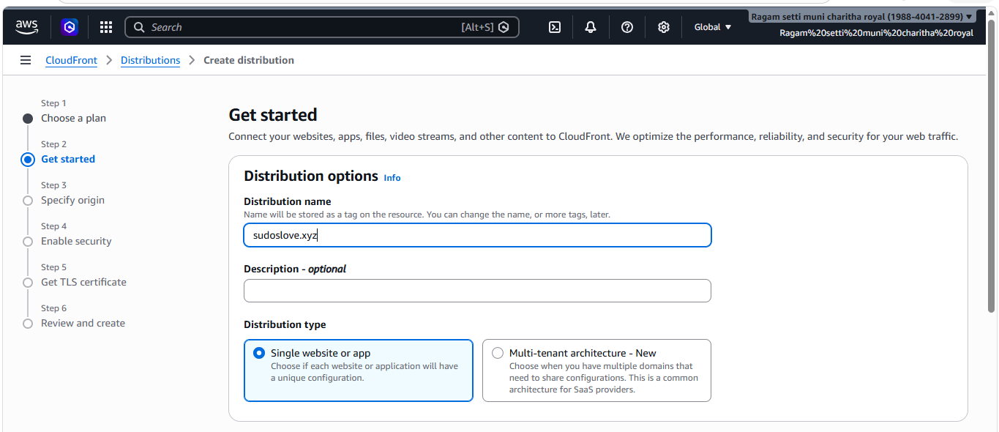 aws
Search
[Alt+S]
Global
Ragam setti muni charitha royal (1988-4041-2899)
Ragam%20setti%20muni%20charitha%20royal
CloudFront
Distributions
Create distribution
Step 1
Choose a plan
Step 2
Get started
Step 3
Specify origin
Step 4
Enable security
Step 5
Get TLS certificate
Step 6
Review and create
Get started
Connect your websites, apps, files, video streams, and other content to CloudFront. We optimize the performance, reliability, and security for your web traffic.
Distribution options Info
Distribution name
Name will be stored as a tag on the resource. You can change the name, or more tags, later.
sudoslove.xyz
Description - optional
Distribution type
Single website or app
Choose if each website or application will have
a unique configuration.
Multi-tenant architecture - New
Choose when you have multiple domains that
need to share configurations. This is a common
architecture for SaaS providers.